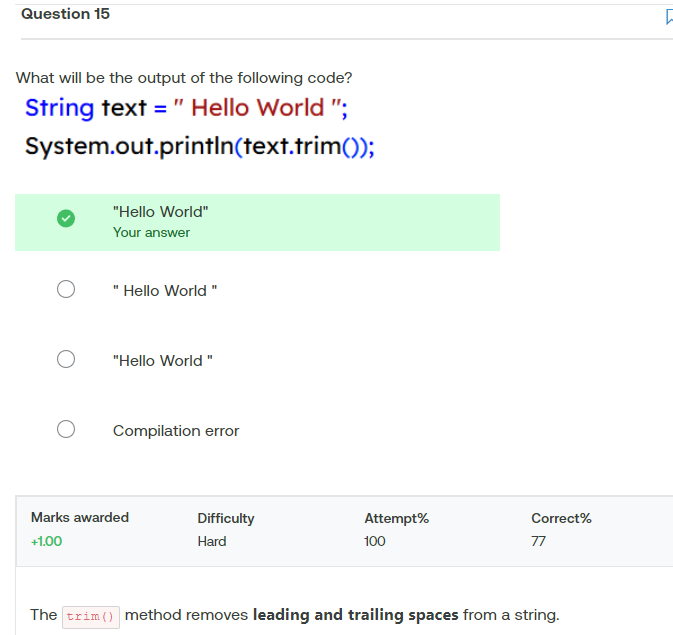 Question 15
What will be the output of the following code?
String text = " Hello World ";
System.out.println(text.trim());
"Hello World"
Your answer
" Hello World "
"Hello World "
Compilation error
Marks awarded Difficulty Attempt% Correct%
+1.00 Hard 100 77
The trim() method removes leading and trailing spaces from a string.